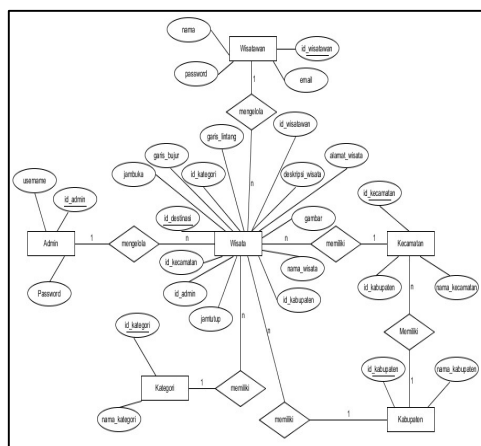 nama
Wisatawan
id_wisatawan
password
email
1
mengelola
garis_lintang
id_wisatawan
garis_bujur
alamat_wisata
jambuka
id_kategori
deskripsi_wisata
username
id_admin
id_kecamatan
n
id_destinasi
gambar
Admin
1
mengelola
n
Wisata
n
memiliki
1
Kecamatan
id_kecamatan
nama_wisata
Password
id_admin
id_kabupaten
id_kabupaten
nama_kecamatan
jamtutup
n
id_kategori
n
n
Memiliki
Kategori
1
memiliki
id_kabupaten
1
nama_kabupaten
nama_kategori
memiliki
1
Kabupaten